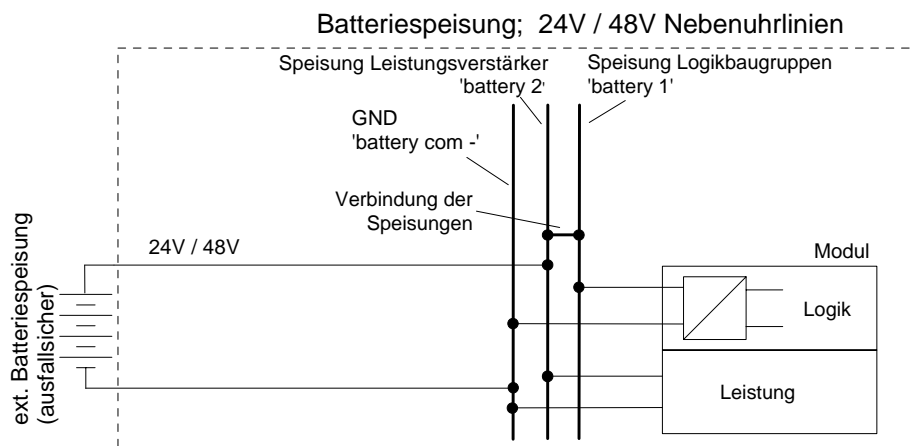 Batteriespeisung;  24V / 48V Nebenuhrlinien
Speisung Leistungsverstärker
'battery 2'
Speisung Logikbaugruppen
'battery 1'
GND
'battery com -'
Verbindung der
Speisungen
24V / 48V
ext. Batteriespeisung
(ausfallsicher)
Modul
Logik
Leistung